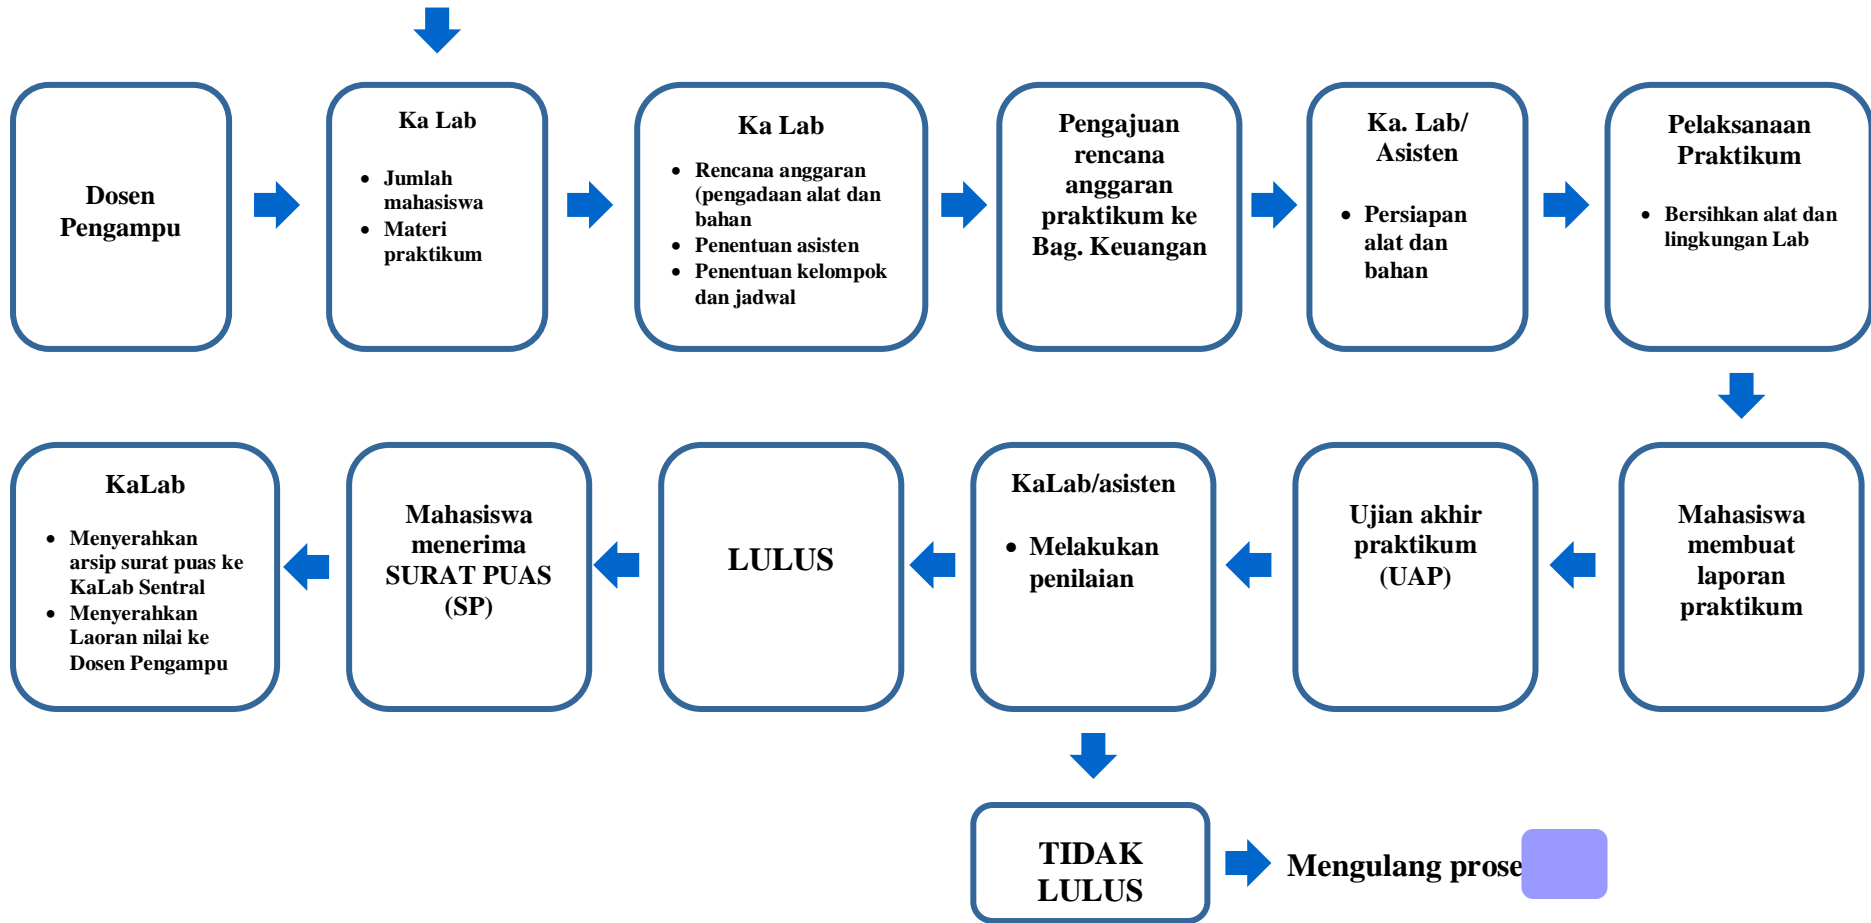 Dosen
Pengampu
Ka Lab
• Jumlah
mahasiswa
• Materi
praktikum
Ka Lab
• Rencana anggaran
(pengadaan alat dan
bahan
• Penentuan asisten
• Penentuan kelompok
dan jadwal
Pengajuan
rencana
anggaran
praktikum ke
Bag. Keuangan
Ka. Lab/
Asisten
• Persiapan
alat dan
bahan
Pelaksanaan
Praktikum
• Bersihkan alat dan
lingkungan Lab
Mahasiswa
membuat
laporan
praktikum
Ujian akhir
praktikum
(UAP)
KaLab/asisten
• Melakukan
penilaian
LULUS
Mahasiswa
menerima
SURAT PUAS
(SP)
KaLab
• Menyerahkan
arsip surat puas ke
KaLab Sentral
• Menyerahkan
Laoran nilai ke
Dosen Pengampu
TIDAK
LULUS
Mengulang